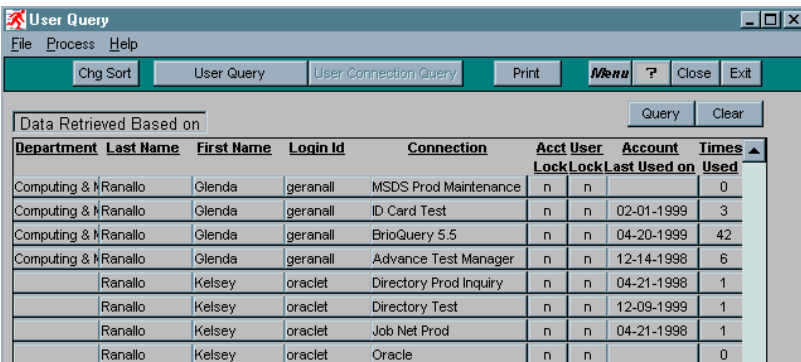 User Query
File Process Help
Chg Sort User Query User Connection Query Print Menu ? Close Exit
Query Clear
Data Retrieved Based on
Department Last Name First Name Login Id Connection Acct User Account Times
Lock Lock Last Used on Used
Computing & M Ranallo Glenda geranall MSDS Prod Maintenance n n 0
Computing & M Ranallo Glenda geranall ID Card Test n n 02-01-1999 3
Computing & M Ranallo Glenda geranall BrioQuery 5.5 n n 04-20-1999 42
Computing & M Ranallo Glenda geranall Advance Test Manager n n 12-14-1998 6
Ranallo Kelsey oraclet Directory Prod Inquiry n n 04-21-1998 1
Ranallo Kelsey oraclet Directory Test n n 12-09-1999 1
Ranallo Kelsey oraclet Job Net Prod n n 04-21-1998 1
Ranallo Kelsey oraclet Oracle n n 0